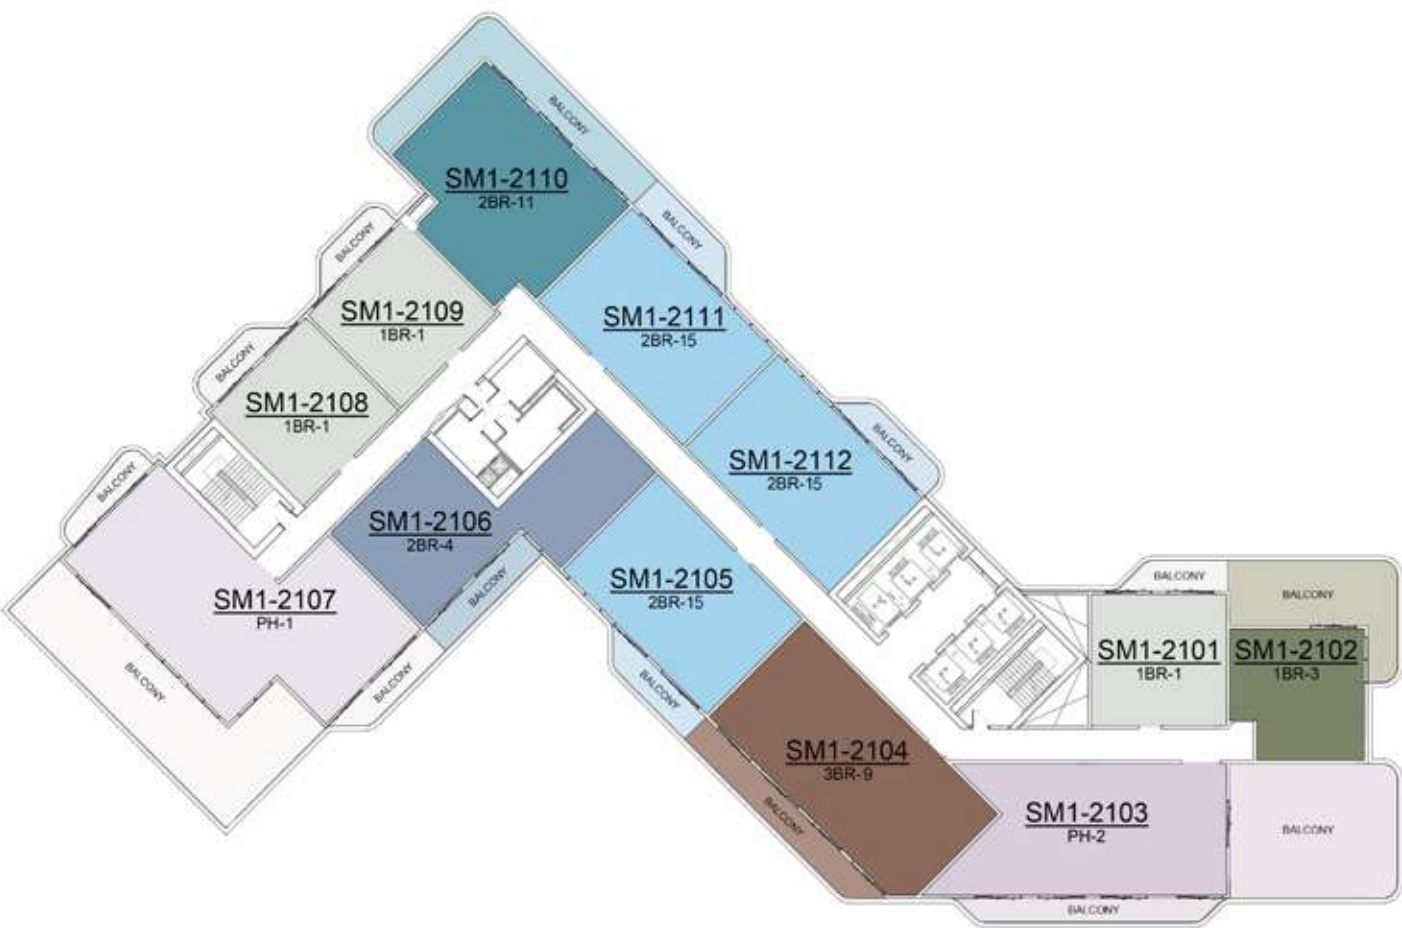 BALCONY
SM1-2110
2BR-11
BALCONY
BALCONY
SM1-2109
1BR-1
SM1-2111
2BR-15
BALCONY
SM1-2108
1BR-1
BALCONY
SM1-2112
2BR-15
BALCONY
SM1-2106
2BR-4
BALCONY
SM1-2105
2BR-15
SM1-2107
PH-1
BALCONY
BALCONY
BALCONY
BALCONY
BALCONY
SM1-2101
1BR-1
SM1-2102
1BR-3
SM1-2104
3BR-9
BALCONY
SM1-2103
PH-2
BALCONY
BALCONY